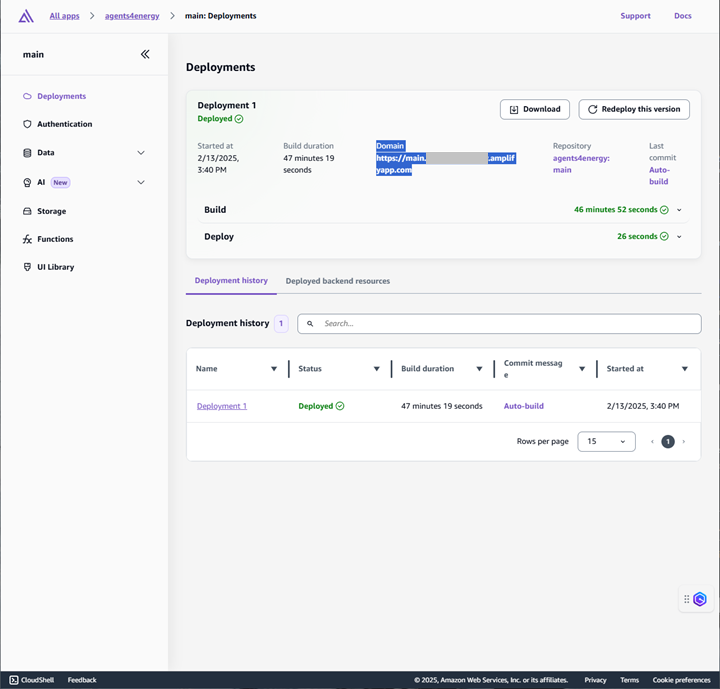 All apps > agents4energy > main: Deployments
Support Docs
main
Deployments
Authentication
Data
AI New
Storage
Functions
UI Library
Deployments
Deployment 1
Deployed
Download
Redeploy this version
Started at
2/13/2025,
3:40 PM
Build duration
47 minutes 19
seconds
Domain
https://main. .amplif
yapp.com
Repository
agents4energy:
main
Last
commit
Auto-
build
Build 46 minutes 52 seconds
Deploy 26 seconds
Deployment history Deployed backend resources
Deployment history 1 Search...
Name Status Build duration Commit messag
e Started at
Deployment 1 Deployed 47 minutes 19 seconds Auto-build 2/13/2025, 3:40 PM
Rows per page 15 ‹ 1 ›
CloudShell Feedback © 2025, Amazon Web Services, Inc. or its affiliates. Privacy Terms Cookie preferences